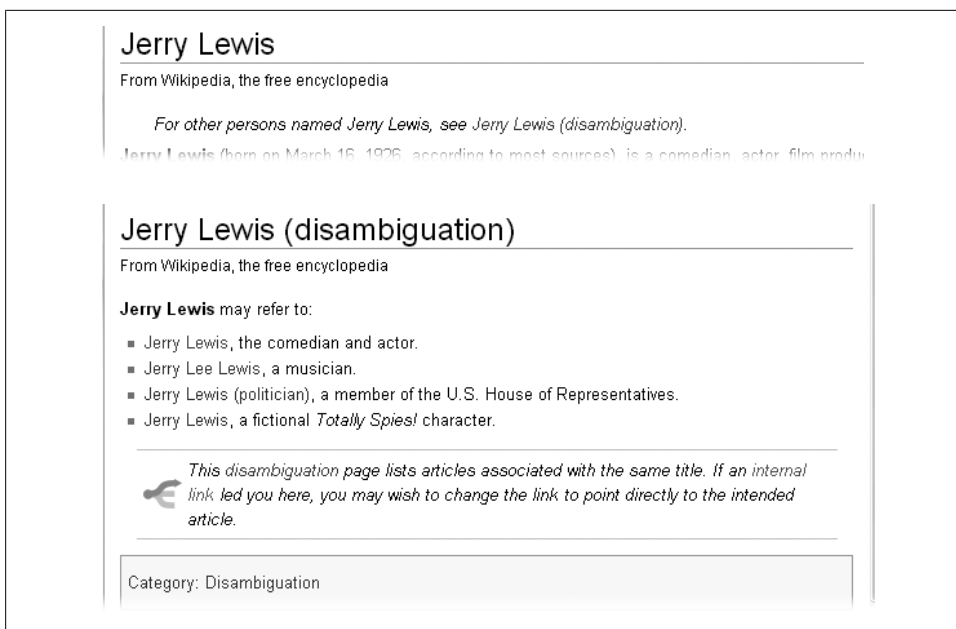 Jerry Lewis
From Wikipedia, the free encyclopedia
For other persons named Jerry Lewis, see Jerry Lewis (disambiguation).
Jerry Lewis (born on March 16, 1926, according to most sources), is a comedian, actor, film produ
Jerry Lewis (disambiguation)
From Wikipedia, the free encyclopedia
Jerry Lewis may refer to:
Jerry Lewis, the comedian and actor.
Jerry Lee Lewis, a musician.
Jerry Lewis (politician), a member of the U.S. House of Representatives.
Jerry Lewis, a fictional Totally Spies! character.
This disambiguation page lists articles associated with the same title. If an internal
link led you here, you may wish to change the link to point directly to the intended
article.
Category: Disambiguation